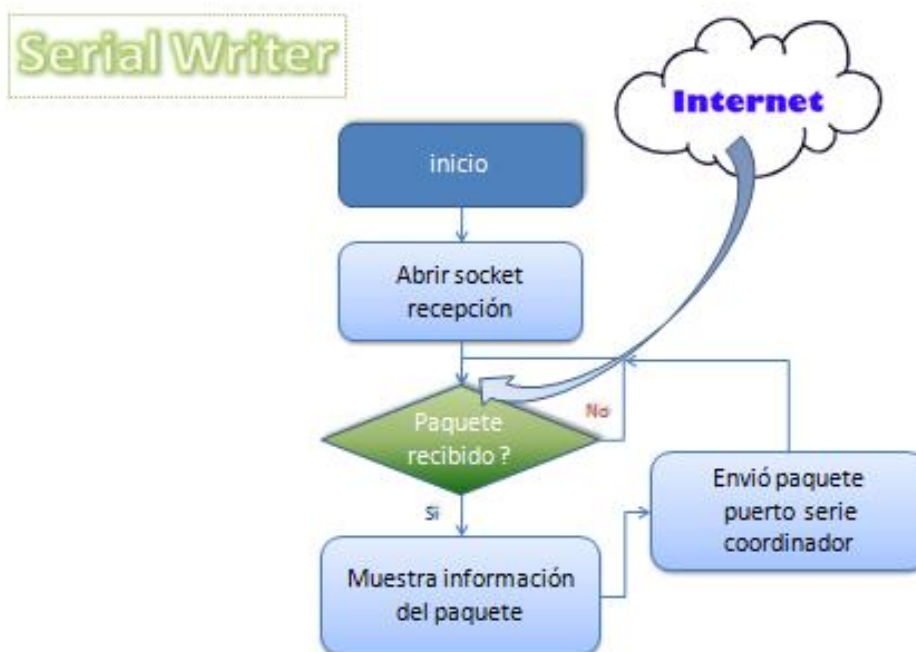 Serial Writer
Internet
inicio
Abrir socket
recepción
Paquete
recibido ?
No
Si
Envió paquete
puerto serie
coordinador
Muestra información
del paquete